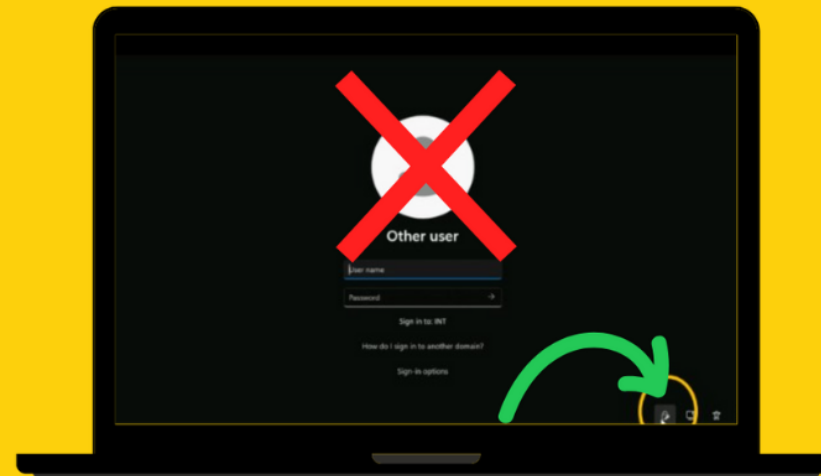 Other user
User name
Password
Sign in to: INT
How do I sign in to another domain?
Sign-in options